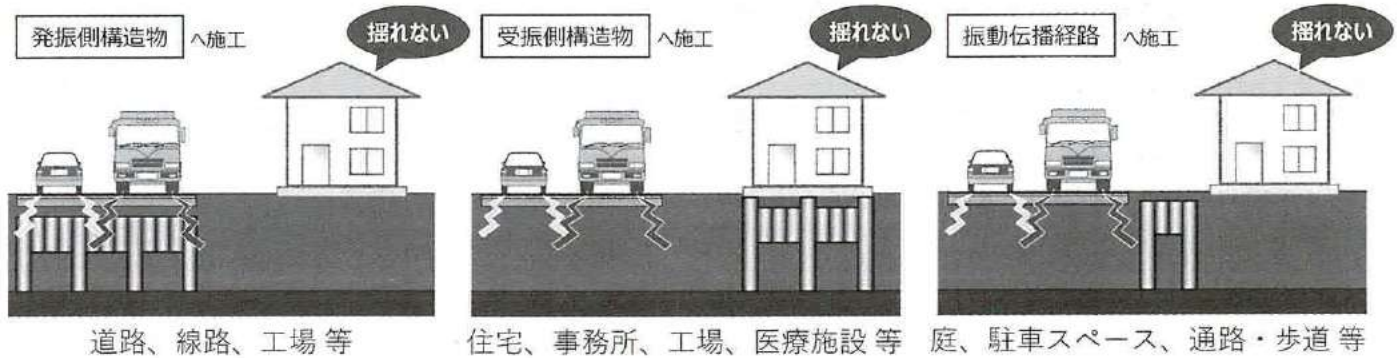 発振側構造物 へ施工
揺れない
受振側構造物 へ施工
揺れない
振動伝播経路 へ施工
揺れない
道路、線路、工場 等
住宅、事務所、工場、医療施設 等
庭、駐車スペース、通路・歩道 等